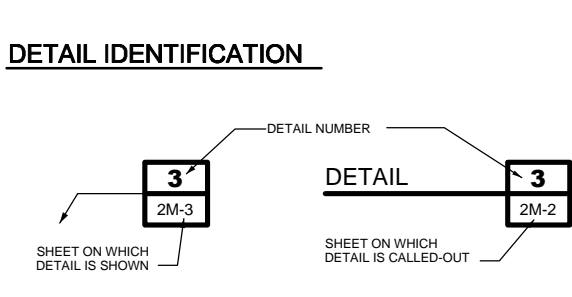 DETAIL IDENTIFICATION
DETAIL NUMBER
3
2M-3
SHEET ON WHICH
DETAIL IS SHOWN
DETAIL
3
2M-2
SHEET ON WHICH
DETAIL IS CALLED-OUT